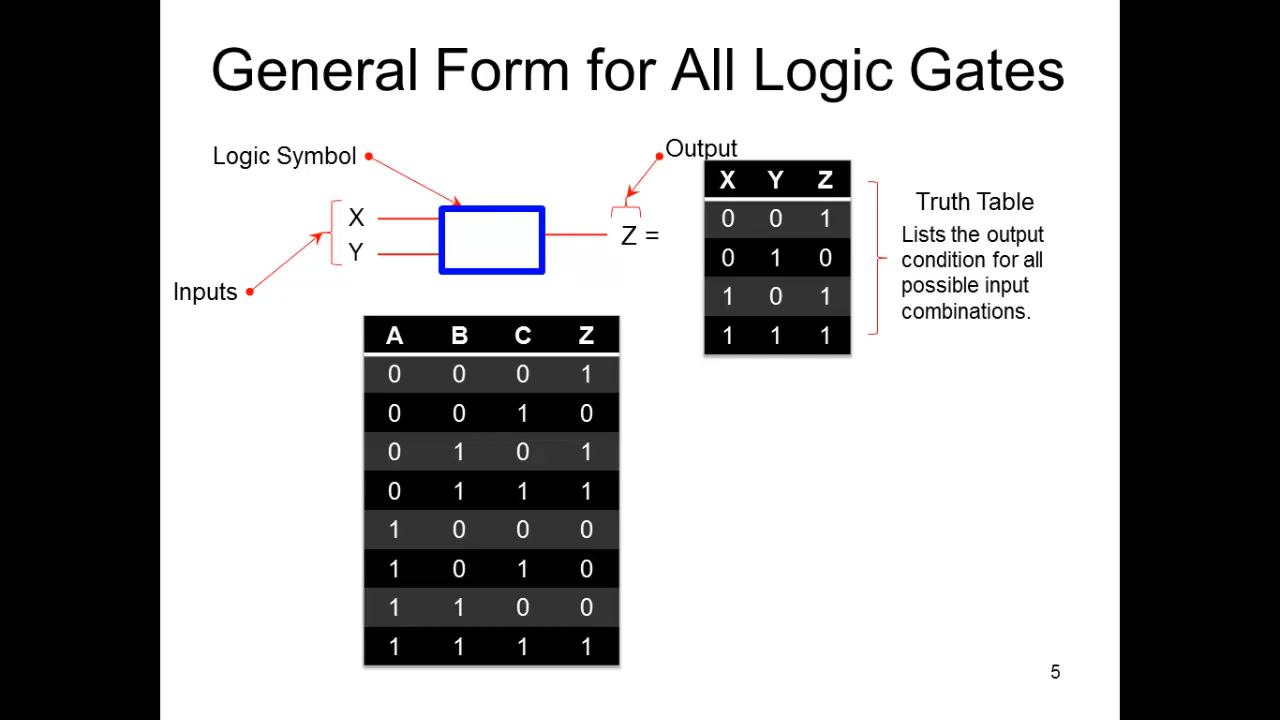 General Form for All Logic Gates
Logic Symbol
Output
X
Y
Z =
Inputs
X Y Z
0 0 1
0 1 0
1 0 1
1 1 1
Truth Table
Lists the output
condition for all
possible input
combinations.
A B C Z
0 0 0 1
0 0 1 0
0 1 0 1
0 1 1 1
1 0 0 0
1 0 1 0
1 1 0 0
1 1 1 1
5